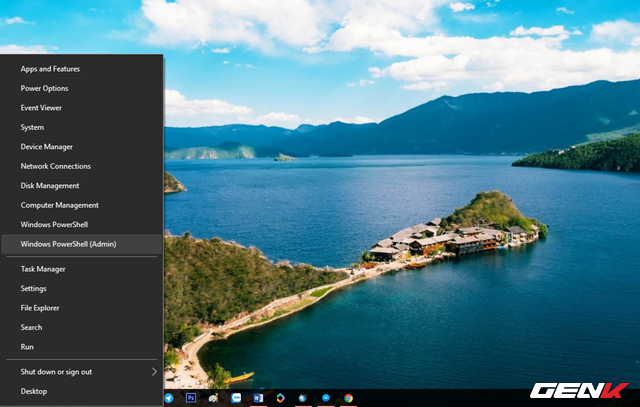 Apps and Features
Power Options
Event Viewer
System
Device Manager
Network Connections
Disk Management
Computer Management
Windows PowerShell
Windows PowerShell (Admin)
Task Manager
Settings
File Explorer
Search
Run
Shut down or sign out
Desktop
Ps
W
GENK